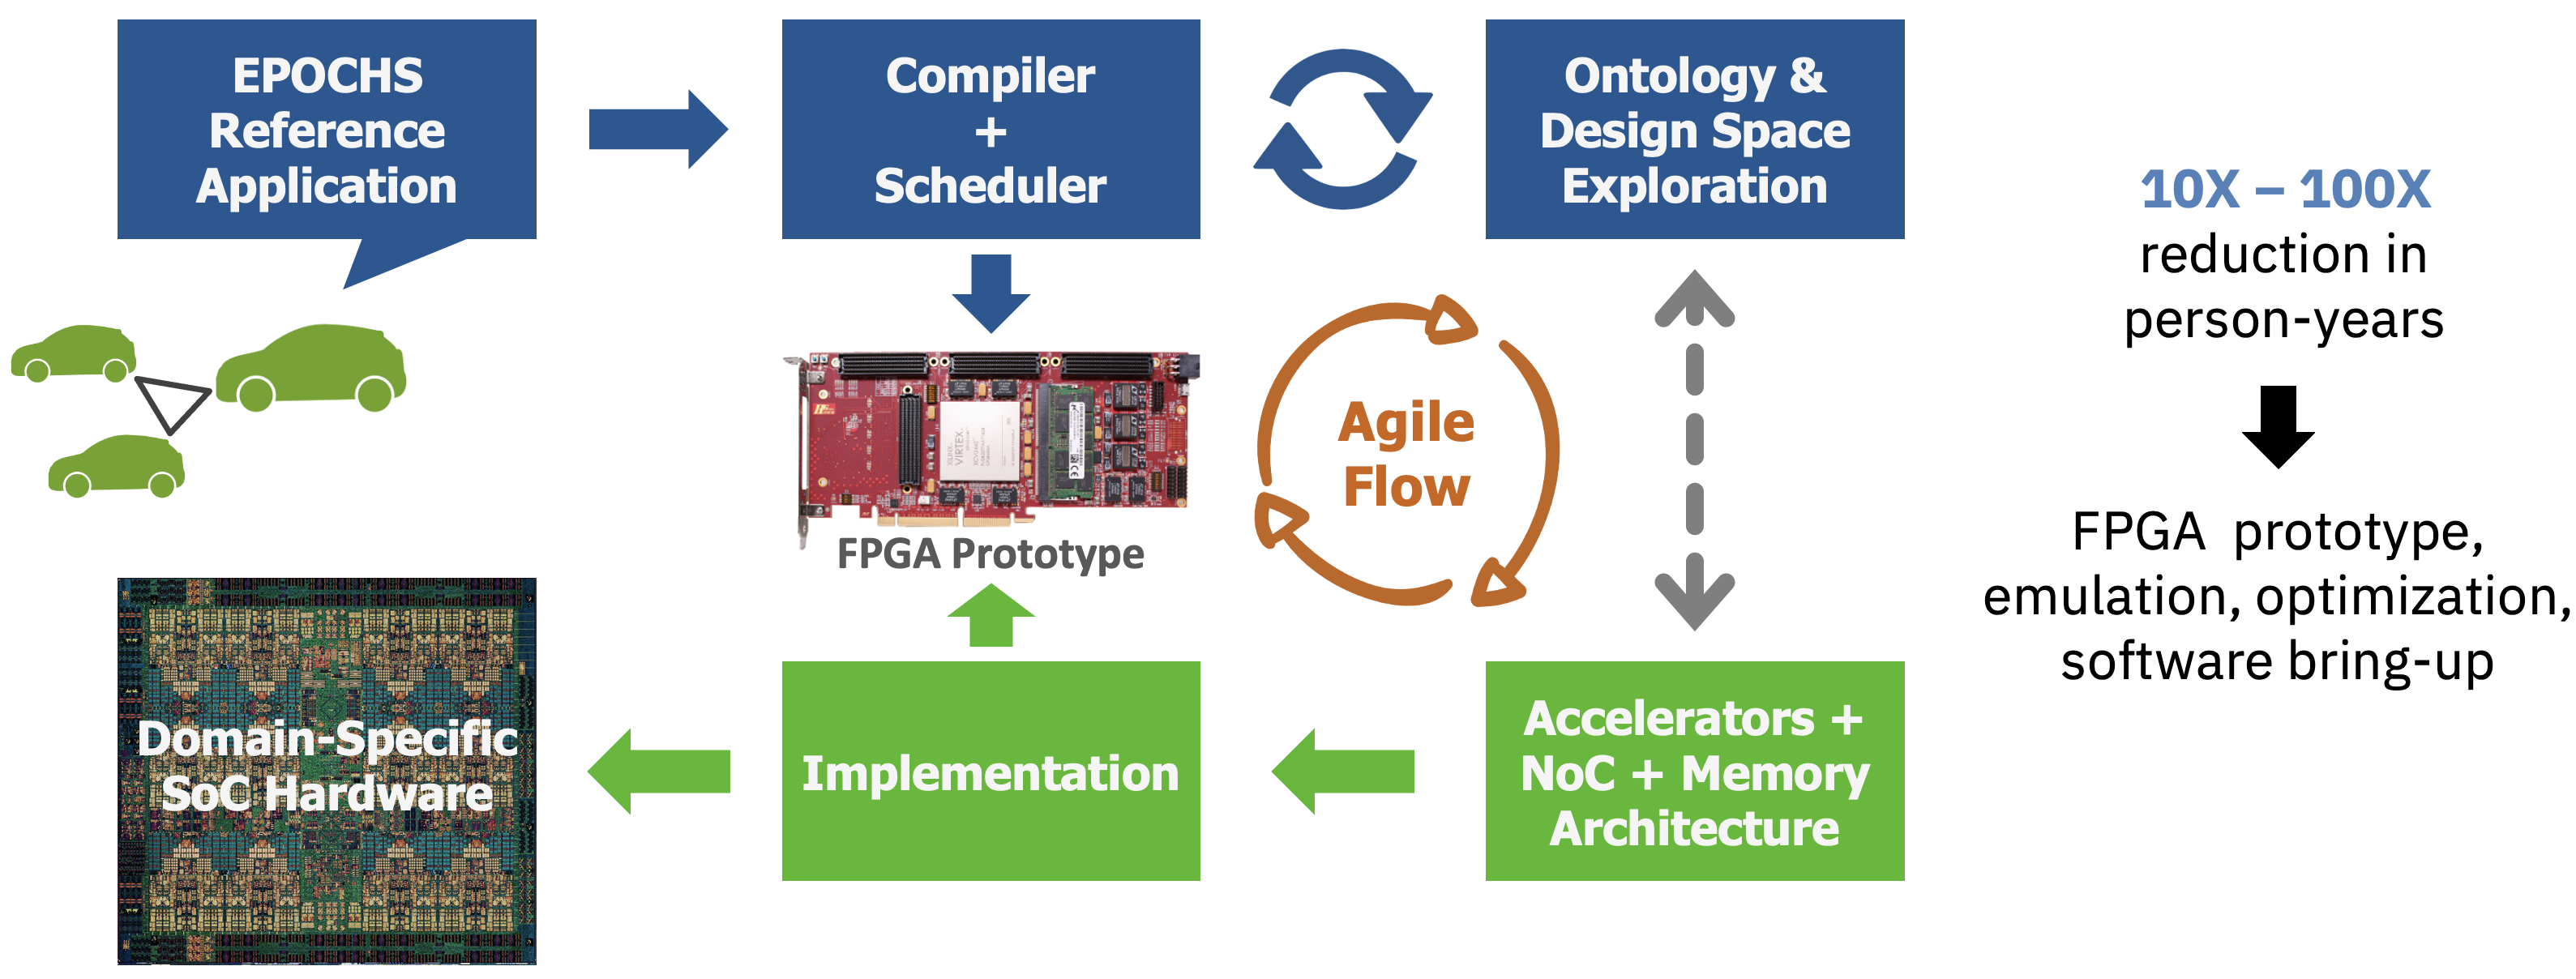 EPOCHS
Reference
Application
Compiler
+
Scheduler
Ontology &
Design Space
Exploration
10X – 100X
reduction in
person-years
FPGA prototype,
emulation, optimization,
software bring-up
VIRTEX
Agile
Flow
FPGA Prototype
Domain-Specific
SoC Hardware
Implementation
Accelerators +
NoC + Memory
Architecture